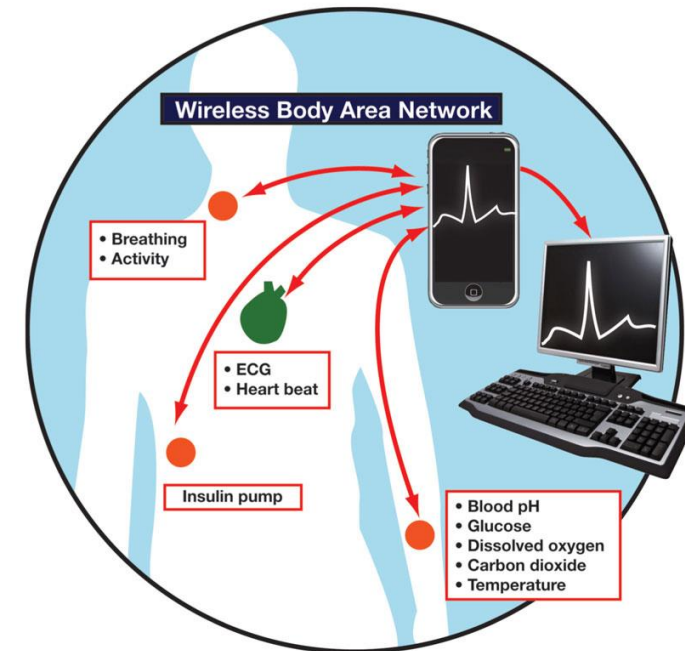 Wireless Body Area Network
• Breathing
• Activity
• ECG
• Heart beat
Insulin pump
• Blood pH
• Glucose
• Dissolved oxygen
• Carbon dioxide
• Temperature